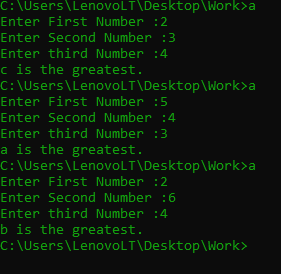 C:\Users\LenovoLT\Desktop\Work>a
Enter First Number :2
Enter Second Number :3
Enter third Number :4
c is the greatest.
C:\Users\LenovoLT\Desktop\Work>a
Enter First Number :5
Enter Second Number :4
Enter third Number :3
a is the greatest.
C:\Users\LenovoLT\Desktop\Work>a
Enter First Number :2
Enter Second Number :6
Enter third Number :4
b is the greatest.
C:\Users\LenovoLT\Desktop\Work>